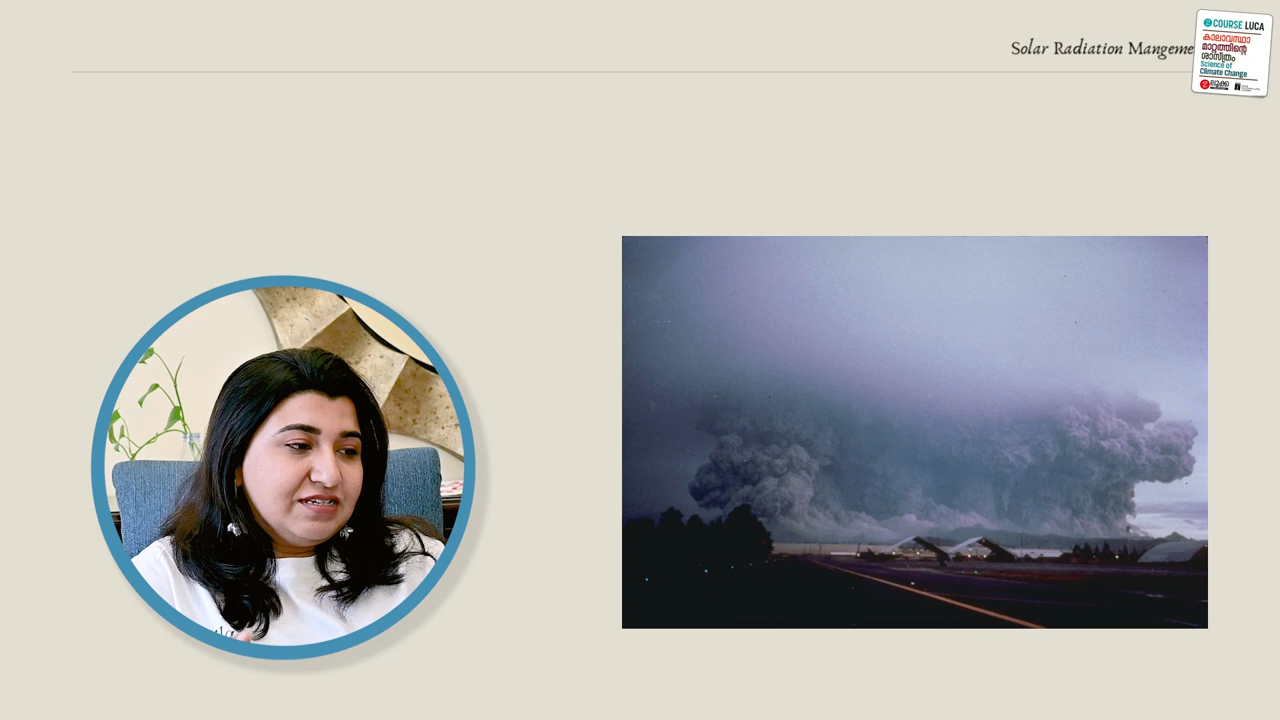 Solar Radiation Mangeme
COURSE LUCA
കാലാവസ്ഥാ
മാറ്റത്തിന്റെ
ശാസ്ത്രം
Science of
Climate Change
ലൂക്ക